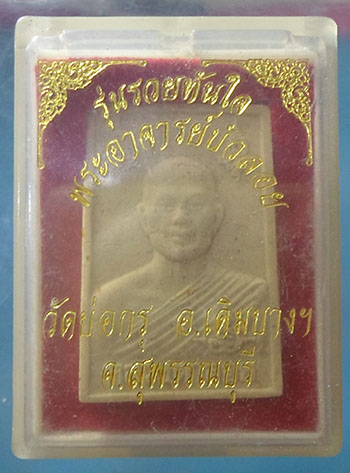 รุ่นรวยทันใจ
พระอาจารย์บัวลอย
วัดบ่อกรุ อ.เดิมบางฯ
จ.สุพรรณบุรี